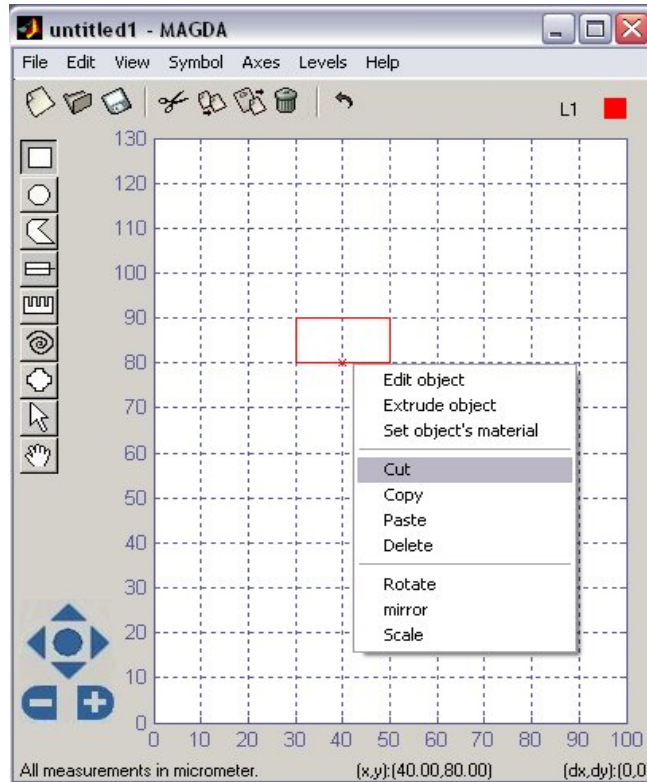 untitled1 - MAGDA
File Edit View Symbol Axes Levels Help
L1
130
120
110
100
90
80
70
60
50
40
30
20
10
0
Edit object
Extrude object
Set object's material
Cut
Copy
Paste
Delete
Rotate
mirror
Scale
0 10 20 30 40 50 60 70 80 90 100
All measurements in micrometer. (x,y):(40.00,80.00) (dx,dy):(0,0